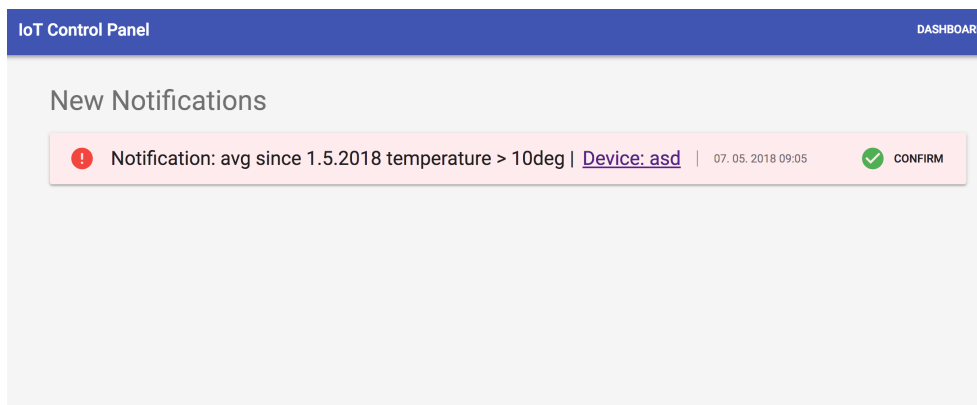 IoT Control Panel DASHBOAR
New Notifications
Notification: avg since 1.5.2018 temperature > 10deg | Device: asd | 07. 05. 2018 09:05 CONFIRM